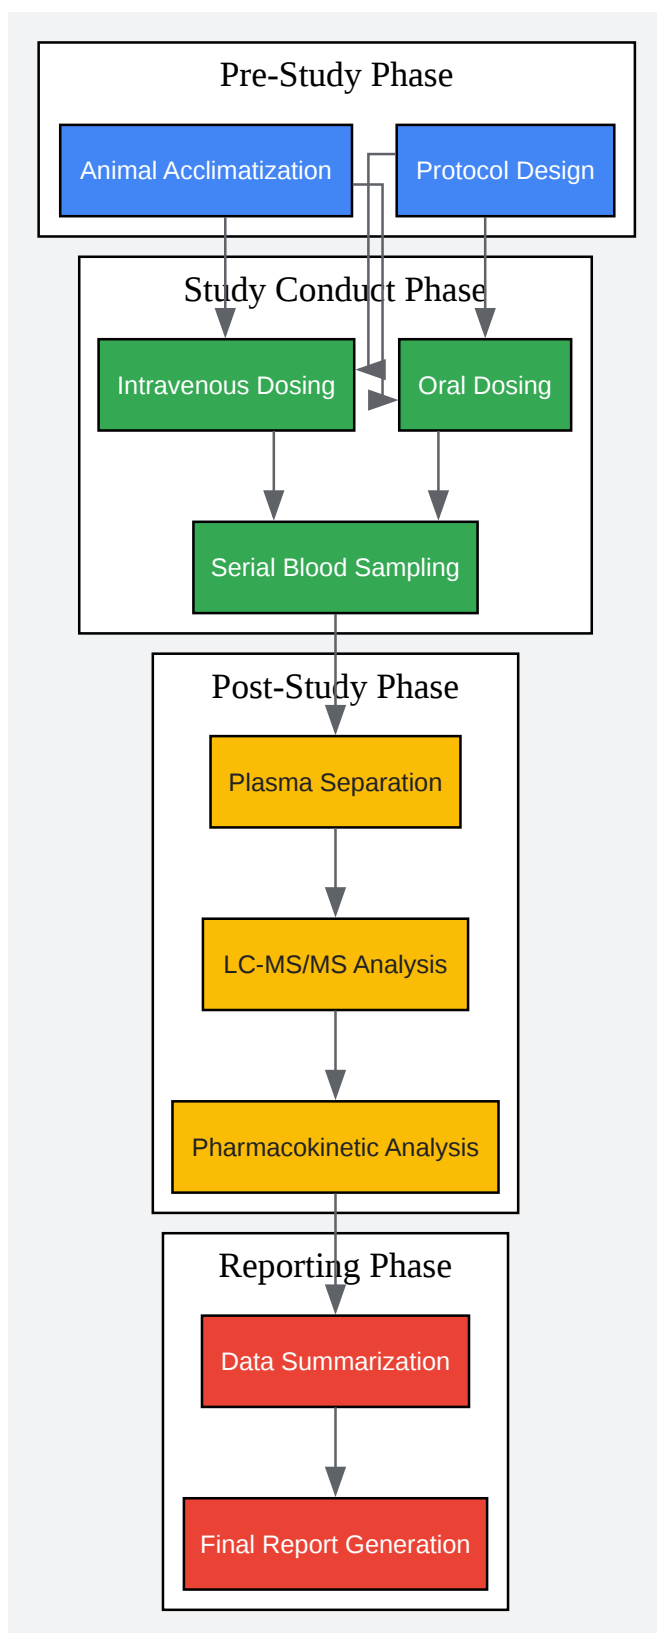 Pre-Study Phase
Animal Acclimatization
Protocol Design
Study Conduct Phase
Intravenous Dosing
Oral Dosing
Serial Blood Sampling
Post-Study Phase
Plasma Separation
LC-MS/MS Analysis
Pharmacokinetic Analysis
Reporting Phase
Data Summarization
Final Report Generation